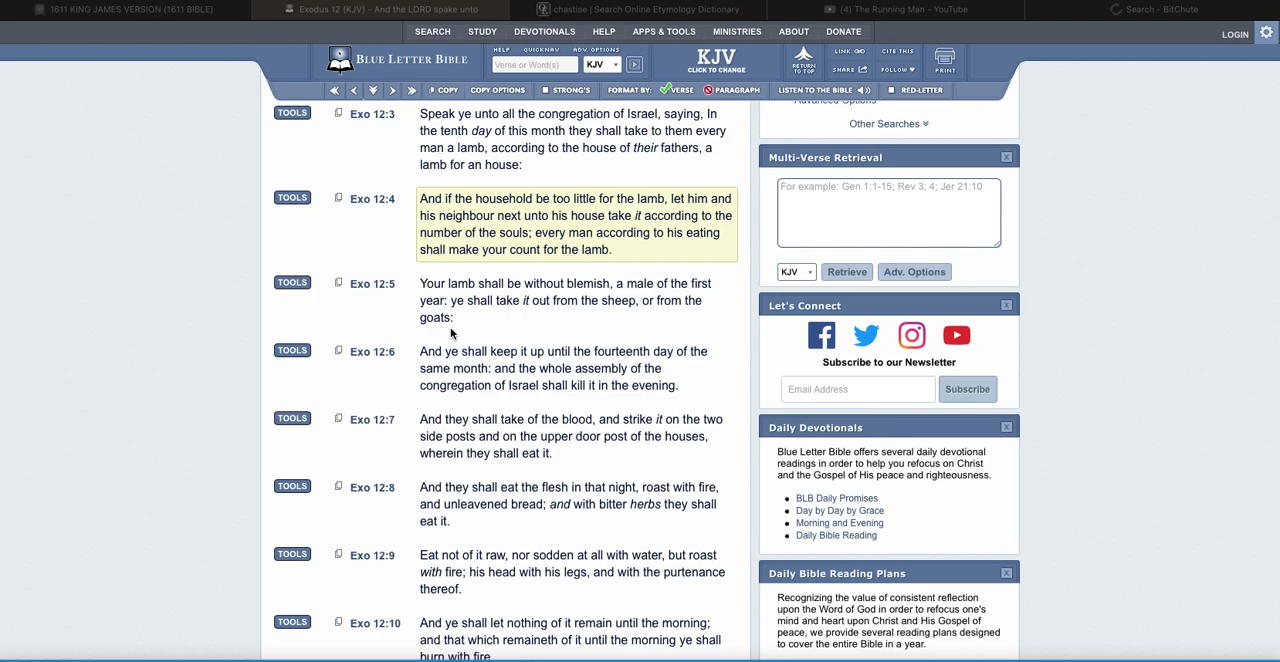 1611 KING JAMES VERSION (1611 BIBLE)
Exodus 12 (KJV) – And the LORD spake unto
chastise | Search Online Etymology Dictionary
(4) The Running Man - YouTube
Search - BitChute
SEARCH STUDY DEVOTIONALS HELP APPS & TOOLS MINISTRIES ABOUT DONATE
LOGIN
BLUE LETTER BIBLE
HELP QUICKNAV ADV. OPTIONS
Verse or Word(s) KJV
KJV
CLICK TO CHANGE
RETURN
TO TOP
LINK CITE THIS
SHARE FOLLOW
PRINT
COPY COPY OPTIONS STRONG'S FORMAT BY: VERSE PARAGRAPH LISTEN TO THE BIBLE RED-LETTER
TOOLS Exo 12:3 Speak ye unto all the congregation of Israel, saying, In
the tenth day of this month they shall take to them every
man a lamb, according to the house of their fathers, a
lamb for an house:
TOOLS Exo 12:4 And if the household be too little for the lamb, let him and
his neighbour next unto his house take it according to the
number of the souls; every man according to his eating
shall make your count for the lamb.
TOOLS Exo 12:5 Your lamb shall be without blemish, a male of the first
year: ye shall take it out from the sheep, or from the
goats:
TOOLS Exo 12:6 And ye shall keep it up until the fourteenth day of the
same month: and the whole assembly of the
congregation of Israel shall kill it in the evening.
TOOLS Exo 12:7 And they shall take of the blood, and strike it on the two
side posts and on the upper door post of the houses,
wherein they shall eat it.
TOOLS Exo 12:8 And they shall eat the flesh in that night, roast with fire,
and unleavened bread; and with bitter herbs they shall
eat it.
TOOLS Exo 12:9 Eat not of it raw, nor sodden at all with water, but roast
with fire; his head with his legs, and with the purtenance
thereof.
TOOLS Exo 12:10 And ye shall let nothing of it remain until the morning;
and that which remaineth of it until the morning ye shall
burn with fire.
Advanced Options
Other Searches
Multi-Verse Retrieval X
For example: Gen 1:1-15; Rev 3; 4; Jer 21:10
KJV Retrieve Adv. Options
Let's Connect X
Subscribe to our Newsletter
Email Address Subscribe
Daily Devotionals X
Blue Letter Bible offers several daily devotional
readings in order to help you refocus on Christ
and the Gospel of His peace and righteousness.
BLB Daily Promises
Day by Day by Grace
Morning and Evening
Daily Bible Reading
Daily Bible Reading Plans X
Recognizing the value of consistent reflection
upon the Word of God in order to refocus one's
mind and heart upon Christ and His Gospel of
peace, we provide several reading plans designed
to cover the entire Bible in a year.